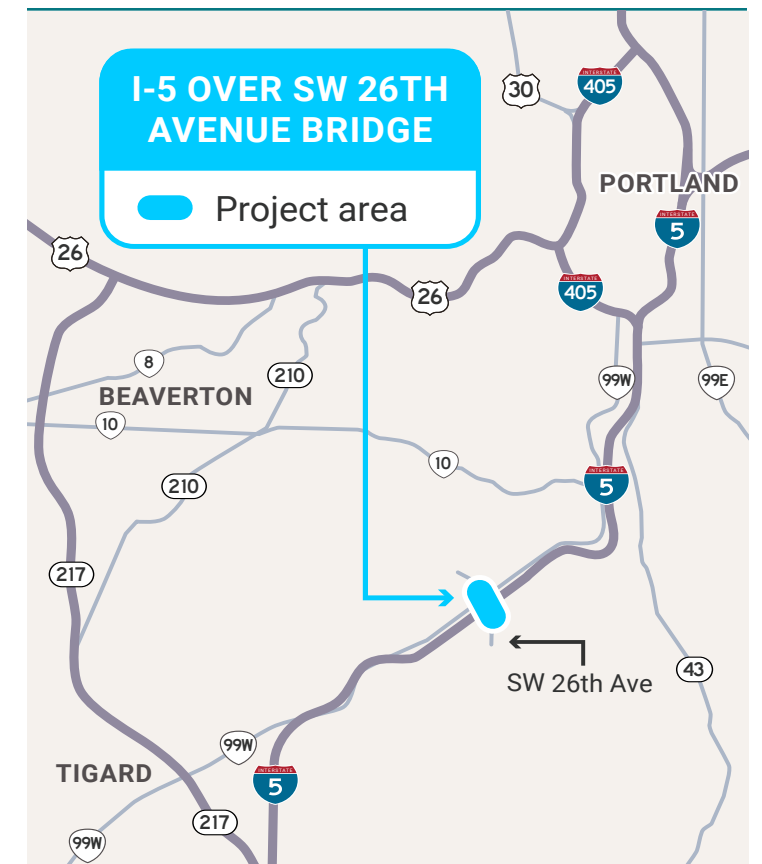 I-5 OVER SW 26TH
AVENUE BRIDGE
Project area
30
INTERSTATE
405
PORTLAND
INTERSTATE
5
26
INTERSTATE
405
26
8
210
BEAVERTON
99W
99E
10
10
210
INTERSTATE
5
217
SW 26th Ave
43
99W
TIGARD
INTERSTATE
5
217
99W